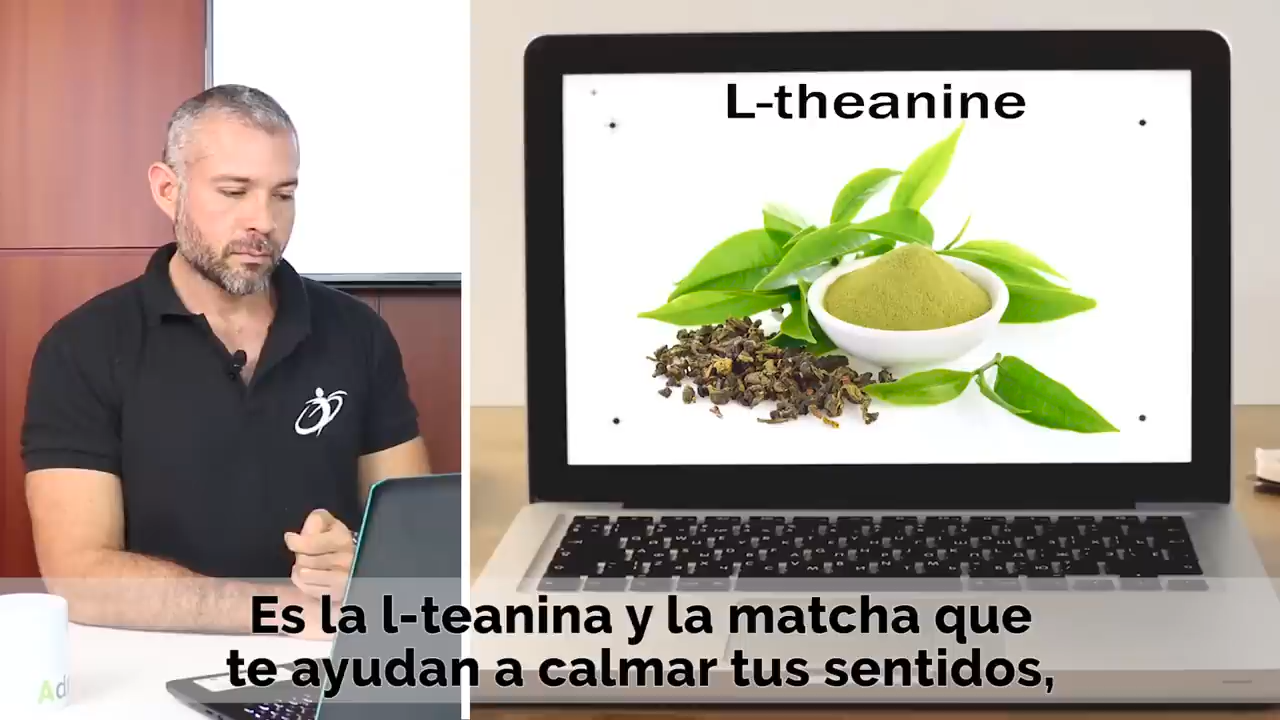 L-theanine
Es la l-teanina y la matcha que
te ayudan a calmar tus sentidos,